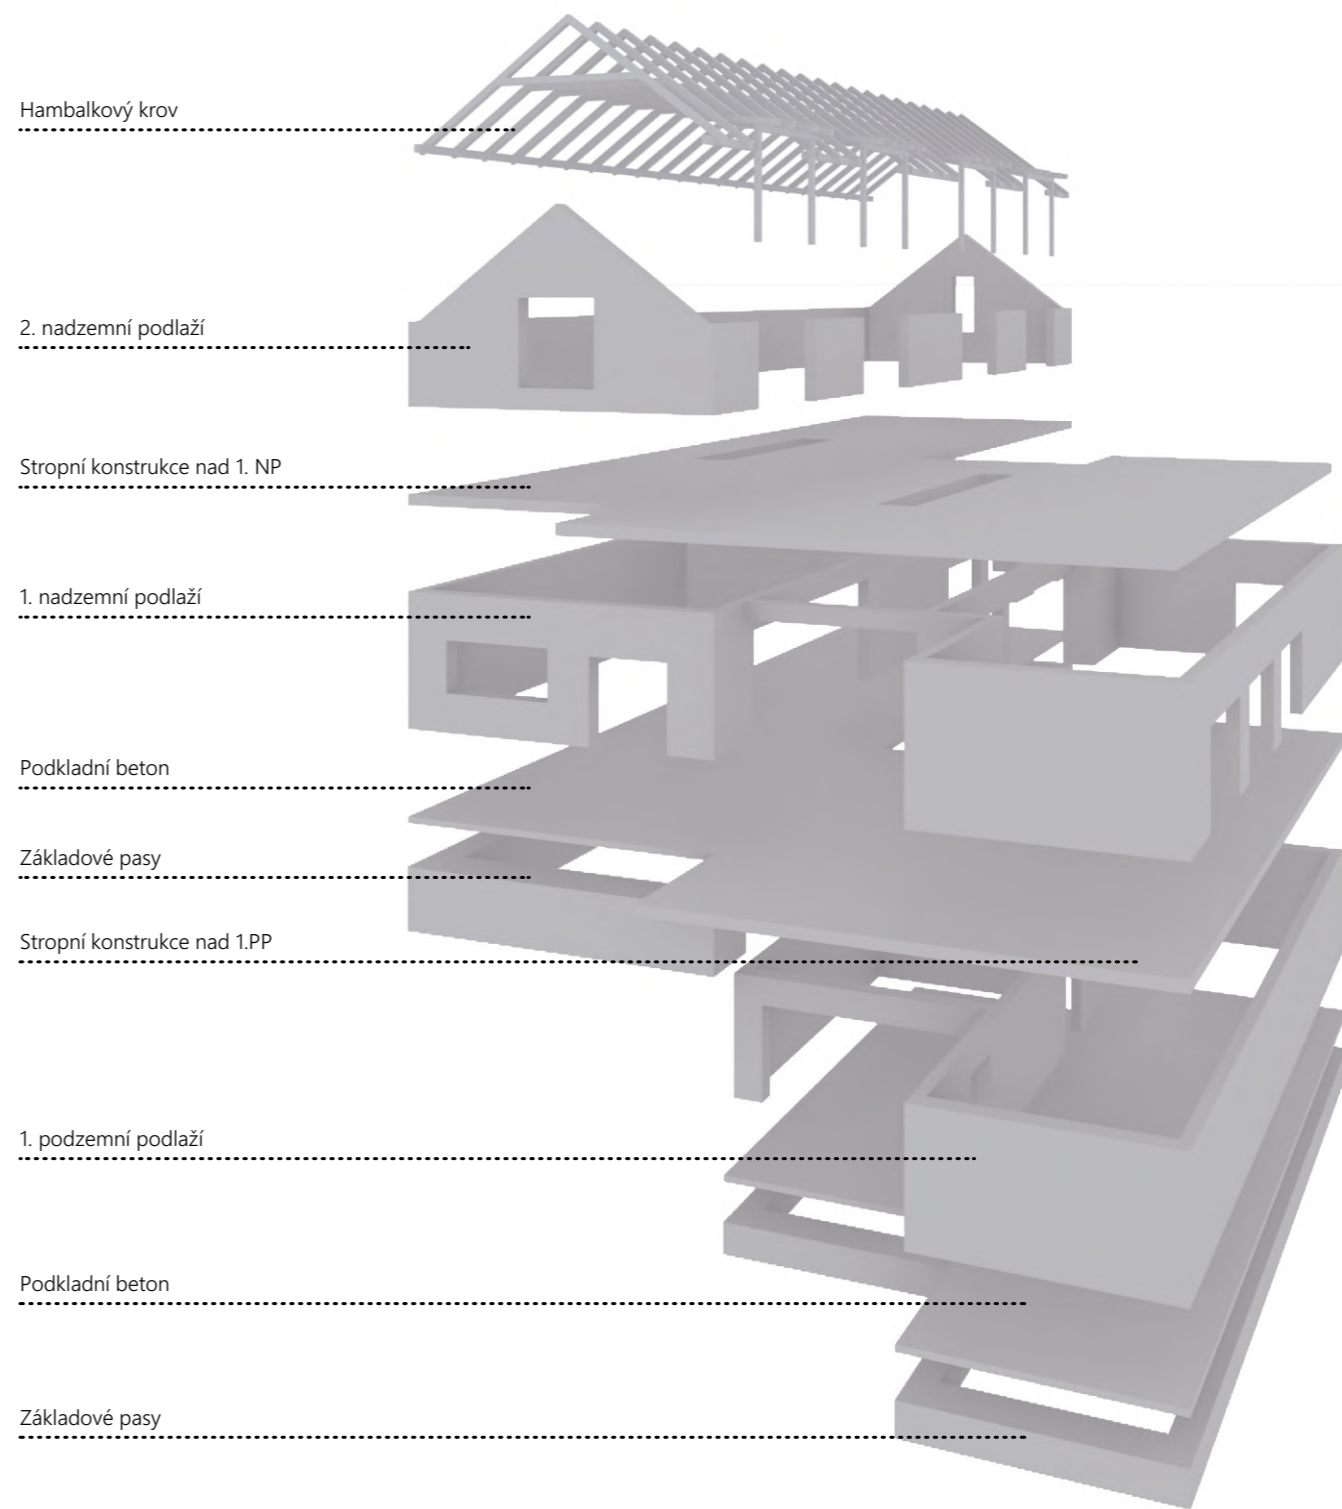 Hambalkový krov
2. nadzemní podlaží
Stropní konstrukce nad 1. NP
1. nadzemní podlaží
Podkladní beton
Základové pasy
Stropní konstrukce nad 1.PP
1. podzemní podlaží
Podkladní beton
Základové pasy